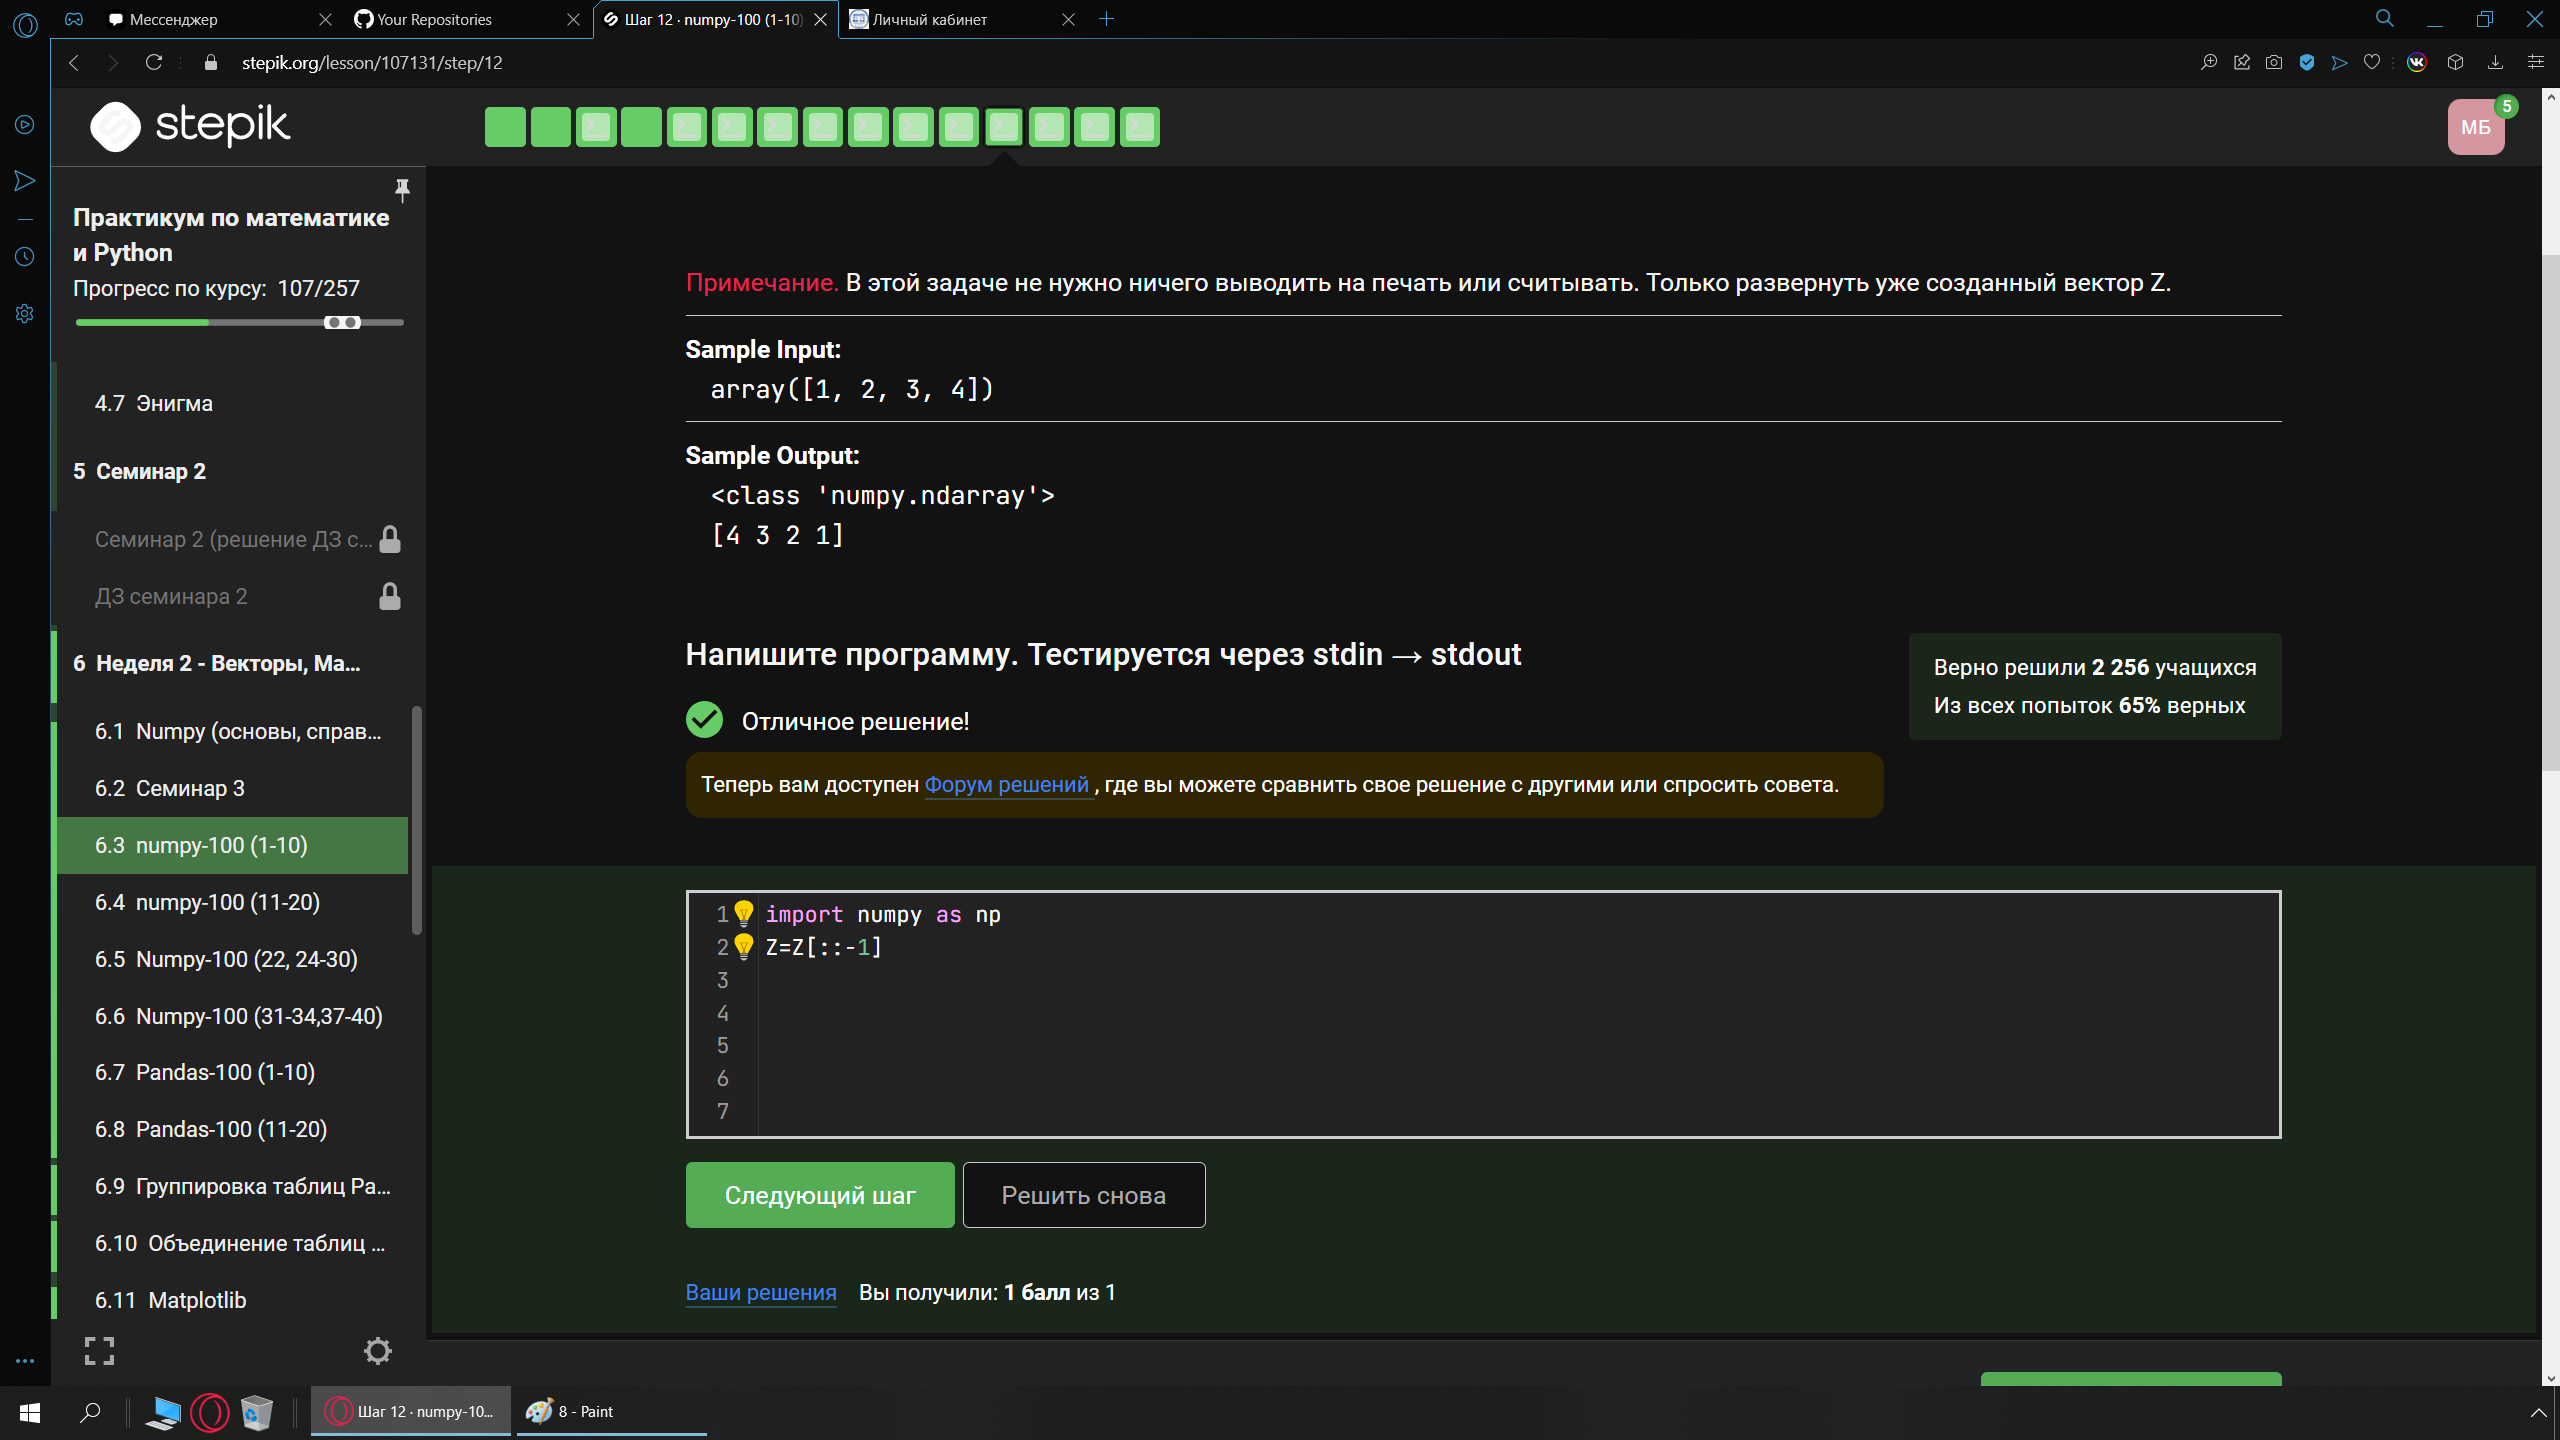 Мессенджер
Your Repositories
Шаг 12 · numpy-100 (1-10)
Личный кабинет
stepik.org/lesson/107131/step/12
stepik
МБ
5
Практикум по математике
и Python
Прогресс по курсу: 107/257
4.7 Энигма
5 Семинар 2
Семинар 2 (решение ДЗ с...
ДЗ семинара 2
6 Неделя 2 - Векторы, Ма...
6.1 Numpy (основы, справ...
6.2 Семинар 3
6.3 numpy-100 (1-10)
6.4 numpy-100 (11-20)
6.5 Numpy-100 (22, 24-30)
6.6 Numpy-100 (31-34,37-40)
6.7 Pandas-100 (1-10)
6.8 Pandas-100 (11-20)
6.9 Группировка таблиц Pa...
6.10 Объединение таблиц ...
6.11 Matplotlib
Примечание. В этой задаче не нужно ничего выводить на печать или считывать. Только развернуть уже созданный вектор Z.
Sample Input:
array([1, 2, 3, 4])
Sample Output:
<class 'numpy.ndarray'>
[4 3 2 1]
Напишите программу. Тестируется через stdin → stdout
Верно решили 2 256 учащихся
Из всех попыток 65% верных
Отличное решение!
Теперь вам доступен Форум решений , где вы можете сравнить свое решение с другими или спросить совета.
1 import numpy as np
2 Z=Z[::-1]
3
4
5
6
7
Следующий шаг
Решить снова
Ваши решения Вы получили: 1 балл из 1
Шаг 12 · numpy-10...
8 - Paint